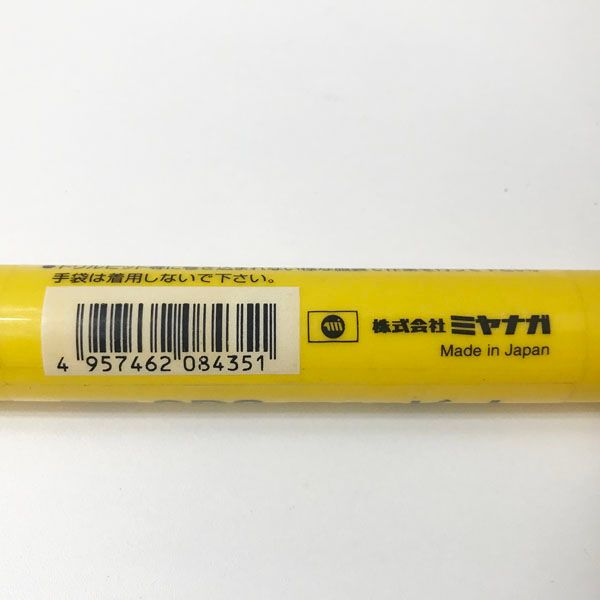 手袋は着用しないで下さい。
4 957462 084351
株式会社 ミヤナガ
Made in Japan